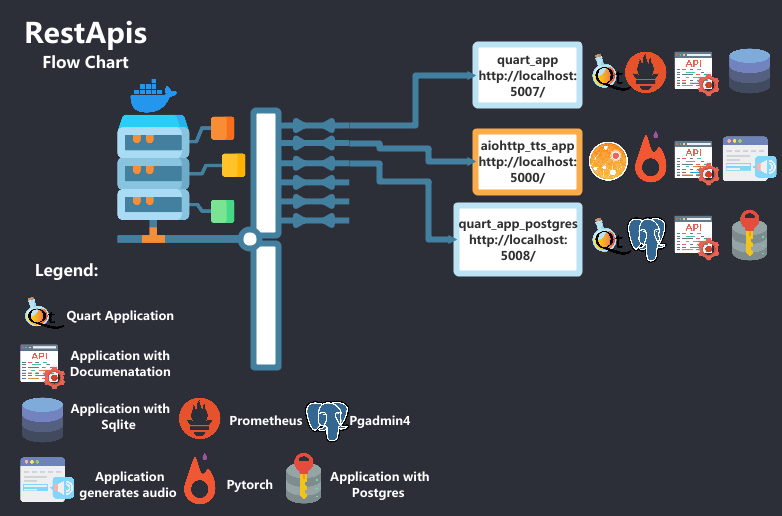 RestApis
Flow Chart
quart_app
http://localhost:
5007/
API
aiohttp_tts_app
http://localhost:
5000/
API
quart_app_postgres
http://localhost:
5008/
API
Legend:
Quart Application
API
Application with
Documenatation
Application with
Sqlite
Prometheus
Pgadmin4
Application
generates audio
Pytorch
Application with
Postgres